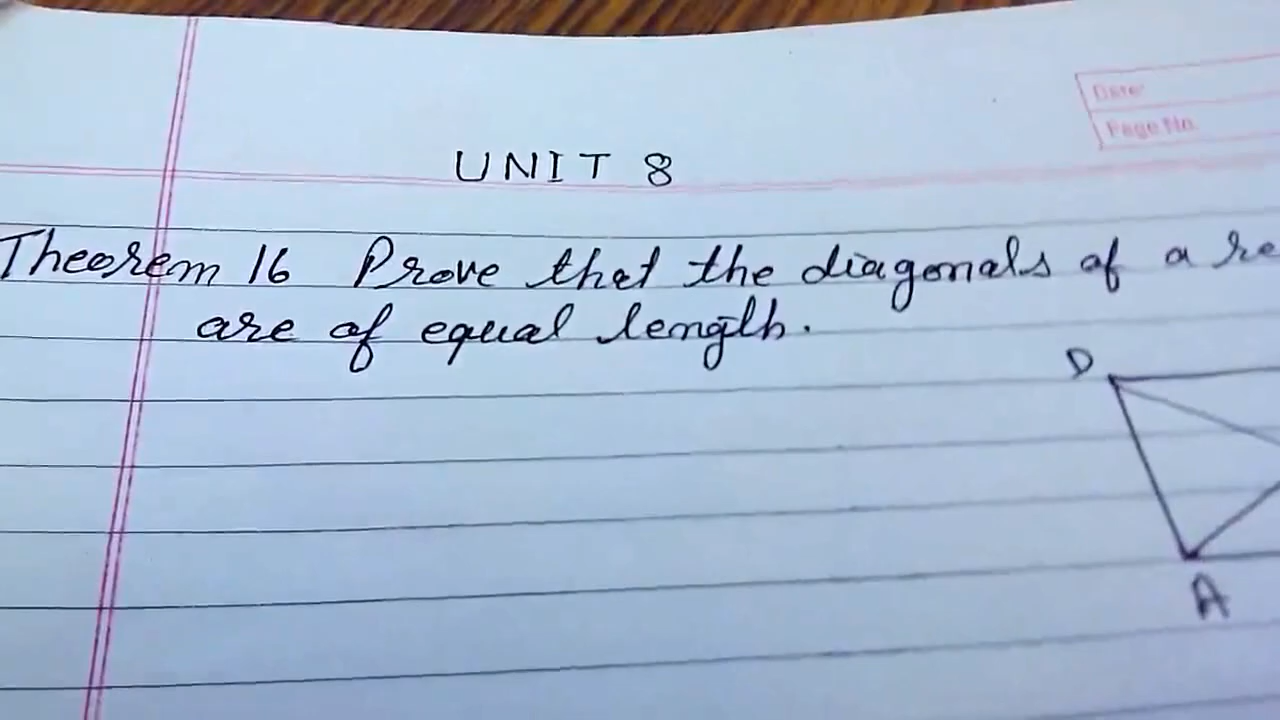 Date:
Page No.
UNIT 8
Theorem 16 Prove that the diagonals of a re
are of equal length.
D
A